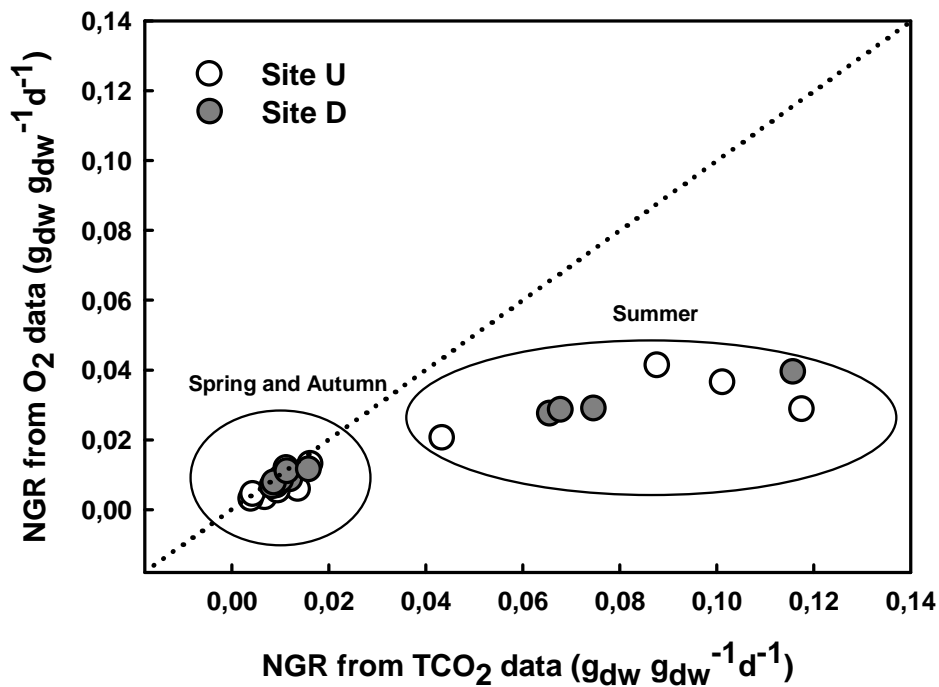 0,14
0,12
0,10
0,08
0,06
0,04
0,02
0,00
NGR from O2 data (gdw gdw-1d-1)
Site U
Site D
Summer
Spring and Autumn
0,00 0,02 0,04 0,06 0,08 0,10 0,12 0,14
NGR from TCO2 data (gdw gdw-1d-1)